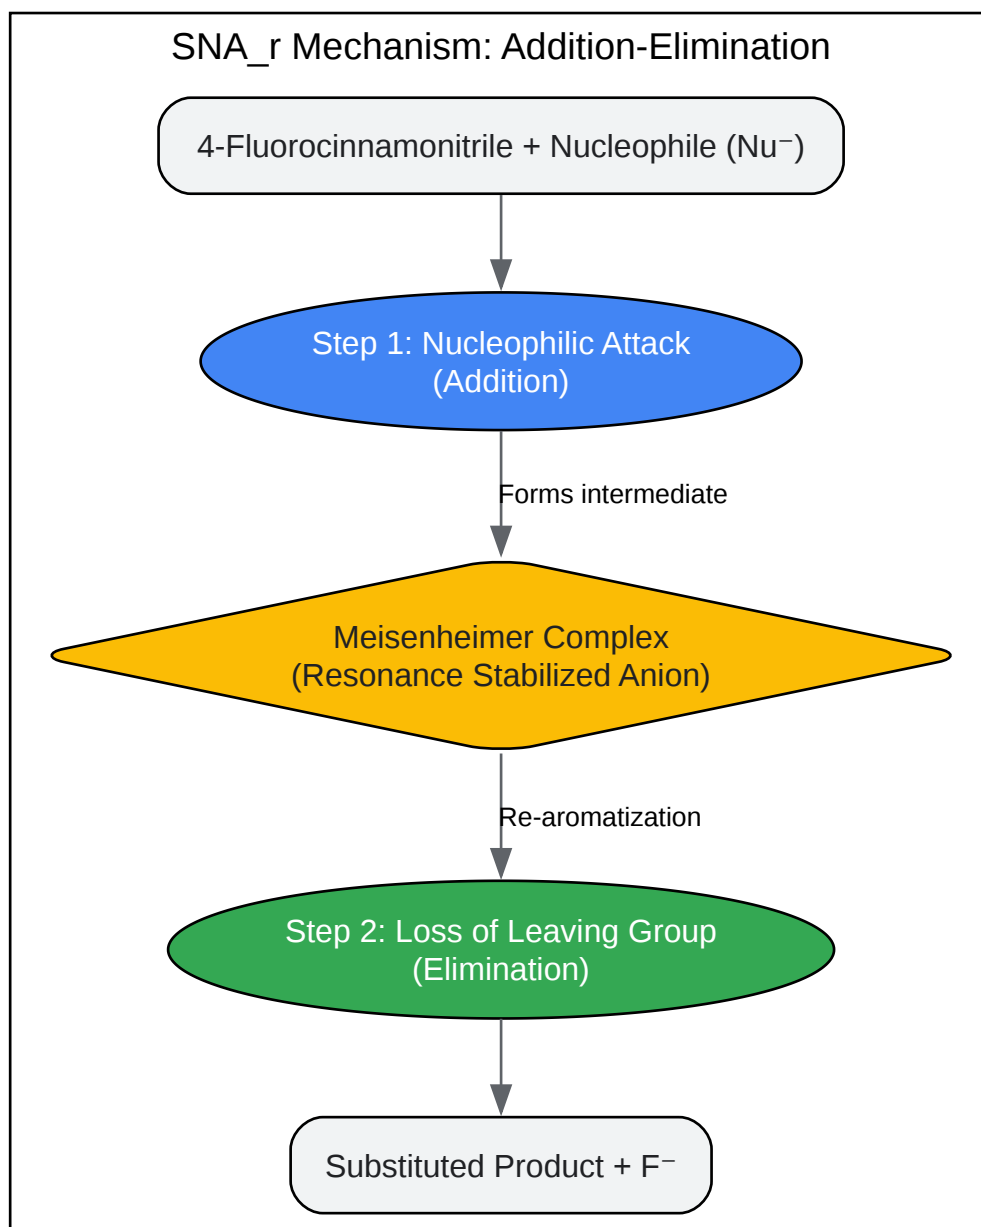 SNA_r Mechanism: Addition-Elimination
4-Fluorocinnamonitrile + Nucleophile (Nu⁻)
Step 1: Nucleophilic Attack
(Addition)
Forms intermediate
Meisenheimer Complex
(Resonance Stabilized Anion)
Re-aromatization
Step 2: Loss of Leaving Group
(Elimination)
Substituted Product + F⁻